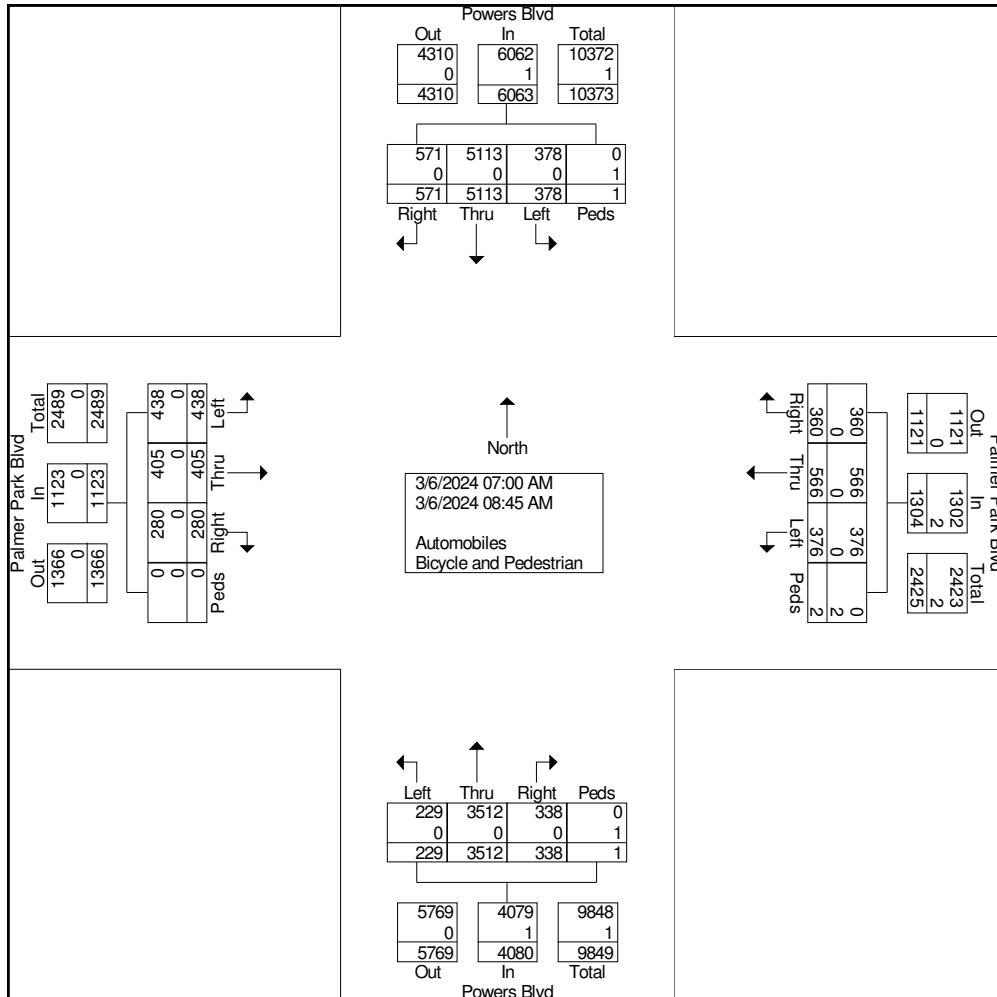 Powers Blvd
Out In Total
4310 6062 10372
0 1 1
4310 6063 10373
571 5113 378 0
0 0 0 1
571 5113 378 1
Right Thru Left Peds
Palmer Park Blvd
Total In Out
2489 1123 1366
0 0 0
2489 1123 1366
438 405 280 0
0 0 0 0
438 405 280 0
Left Thru Right Peds
North
3/6/2024 07:00 AM
3/6/2024 08:45 AM
Automobiles
Bicycle and Pedestrian
Palmer Park Blvd
Out In Total
1121 1302 2423
0 2 2
1121 1304 2425
360 566 376 0
0 0 0 2
360 566 376 2
Right Thru Left Peds
Left Thru Right Peds
229 3512 338 0
0 0 0 1
229 3512 338 1
5769 4079 9848
0 1 1
5769 4080 9849
Out In Total
Powers Blvd